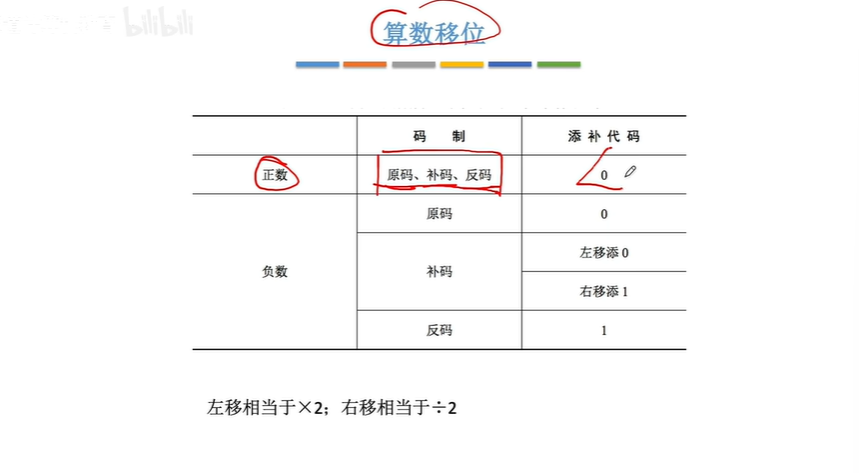 bilibili
算数移位
码 制 添补代码
正数 原码、补码、反码 0
原码 0
左移添 0
负数 补码
右移添 1
反码 1
左移相当于×2；右移相当于÷2